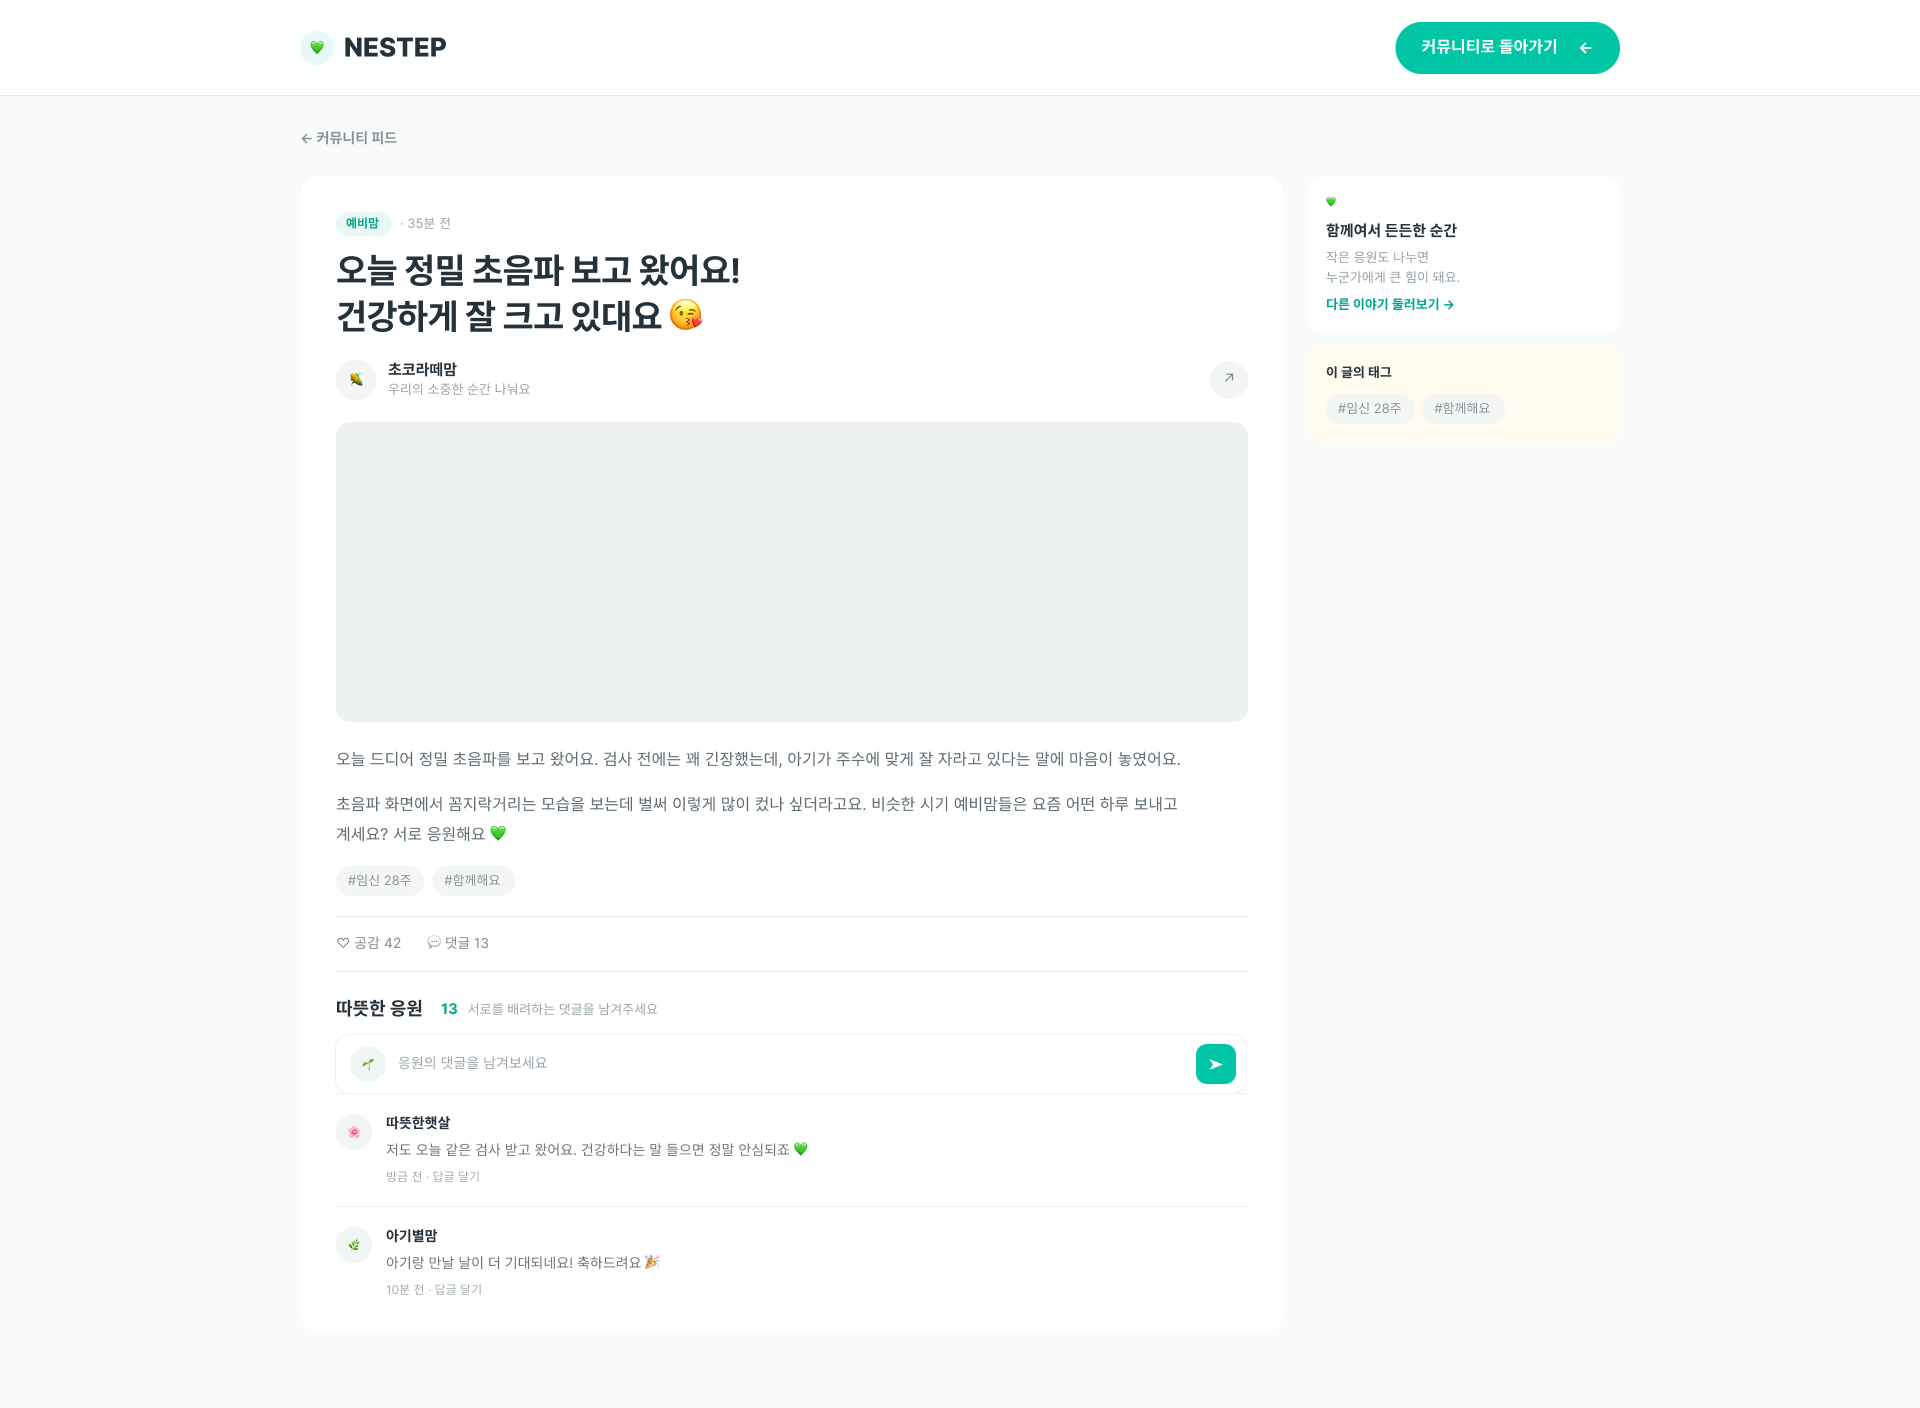 💚 NESTEP
커뮤니티로 돌아가기 ←
← 커뮤니티 피드
예비맘 · 35분 전
오늘 정밀 초음파 보고 왔어요!
건강하게 잘 크고 있대요 😘
초코라떼맘
우리의 소중한 순간 나눠요
↗
오늘 드디어 정밀 초음파를 보고 왔어요. 검사 전에는 꽤 긴장했는데, 아기가 주수에 맞게 잘 자라고 있다는 말에 마음이 놓였어요.
초음파 화면에서 꼼지락거리는 모습을 보는데 벌써 이렇게 많이 컸나 싶더라고요. 비슷한 시기 예비맘들은 요즘 어떤 하루 보내고
계세요? 서로 응원해요 💚
#임신 28주 #함께해요
♡ 공감 42 💬 댓글 13
따뜻한 응원 13 서로를 배려하는 댓글을 남겨주세요
응원의 댓글을 남겨보세요
따뜻한햇살
저도 오늘 같은 검사 받고 왔어요. 건강하다는 말 들으면 정말 안심되죠 💚
방금 전 · 답글 달기
아기별맘
아기랑 만날 날이 더 기대되네요! 축하드려요 🎉
10분 전 · 답글 달기
💚
함께여서 든든한 순간
작은 응원도 나누면
누군가에게 큰 힘이 돼요.
다른 이야기 둘러보기 →
이 글의 태그
#임신 28주 #함께해요